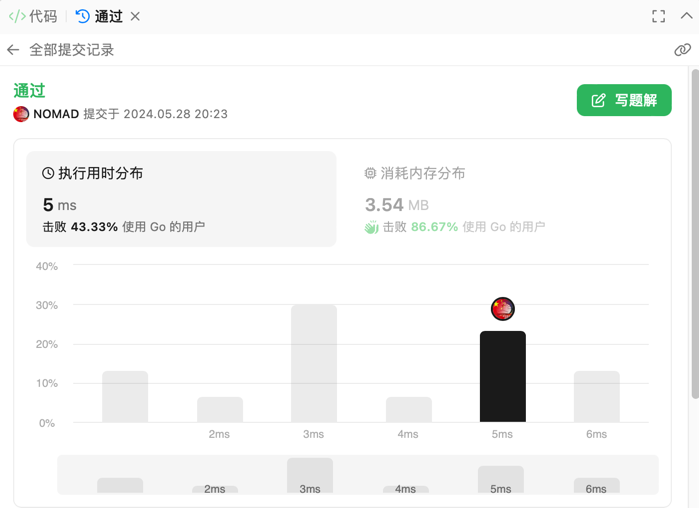 </> 代码 通过
全部提交记录
通过
写题解
NOMAD 提交于 2024.05.28 20:23
执行用时分布
5 ms
击败 43.33% 使用 Go 的用户
消耗内存分布
3.54 MB
击败 86.67% 使用 Go 的用户
40%
30%
20%
10%
0%
2ms 3ms 4ms 5ms 6ms
2ms 3ms 4ms 5ms 6ms